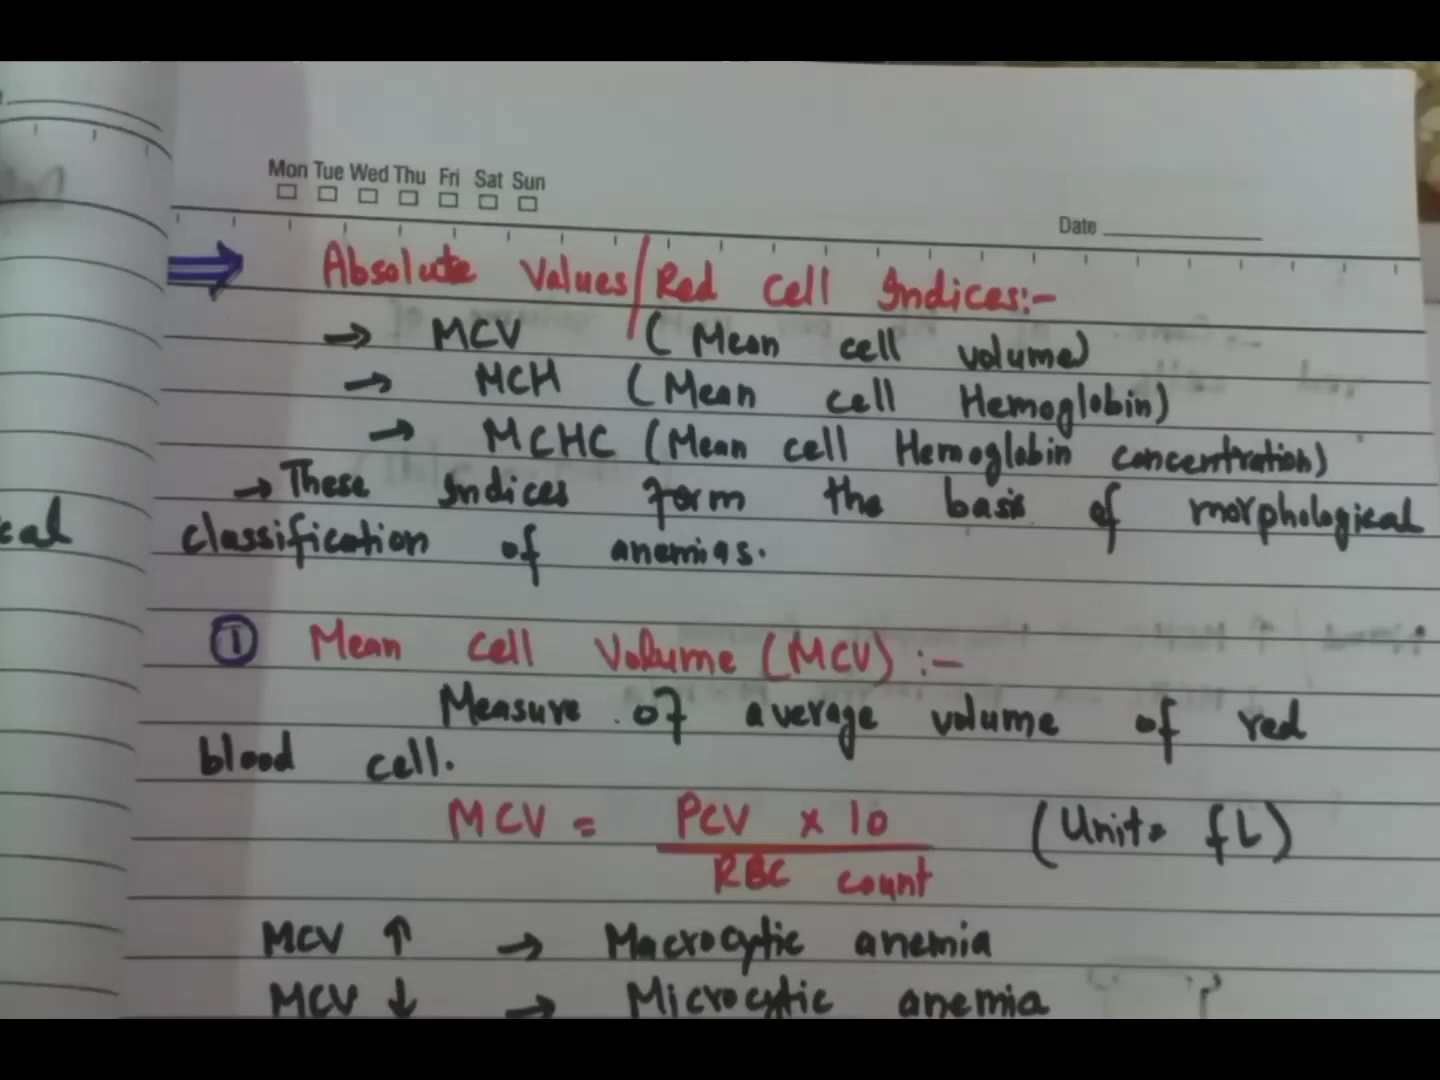 Mon Tue Wed Thu Fri Sat Sun
Date
⇒ Absolute Values/Red cell Indices:-
→ MCV (Mean cell volume)
→ MCH (Mean cell Hemoglobin)
→ MCHC (Mean cell Hemoglobin concentration)
→ These Indices form the basis of morphological
cal
classification of anemias.
① Mean Cell Volume (MCV) :-
Measure of average volume of red
blood cell.
MCV = PCV x 10 (Unit= fL)
RBC count
MCV ↑ → Macrocytic anemia
MCV ↓ → Microcytic anemia